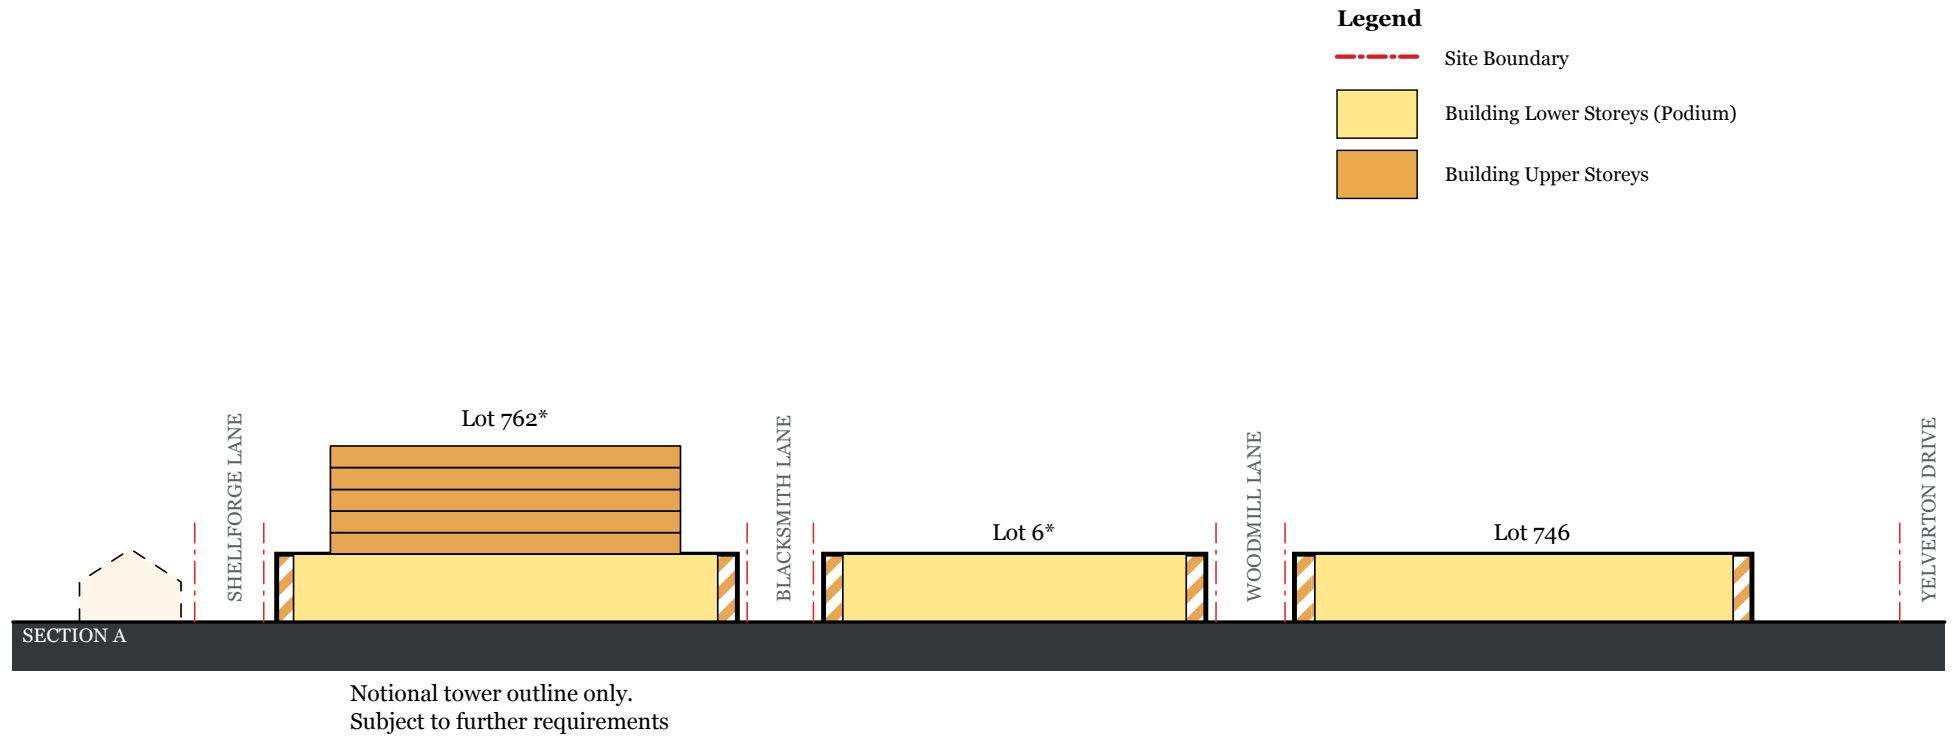 Legend
Site Boundary
Building Lower Storeys (Podium)
Building Upper Storeys
Lot 762*
Lot 6*
Lot 746
SHELLFORGE LANE
BLACKSMITH LANE
WOODMILL LANE
YELVERTON DRIVE
SECTION A
Notional tower outline only.
Subject to further requirements